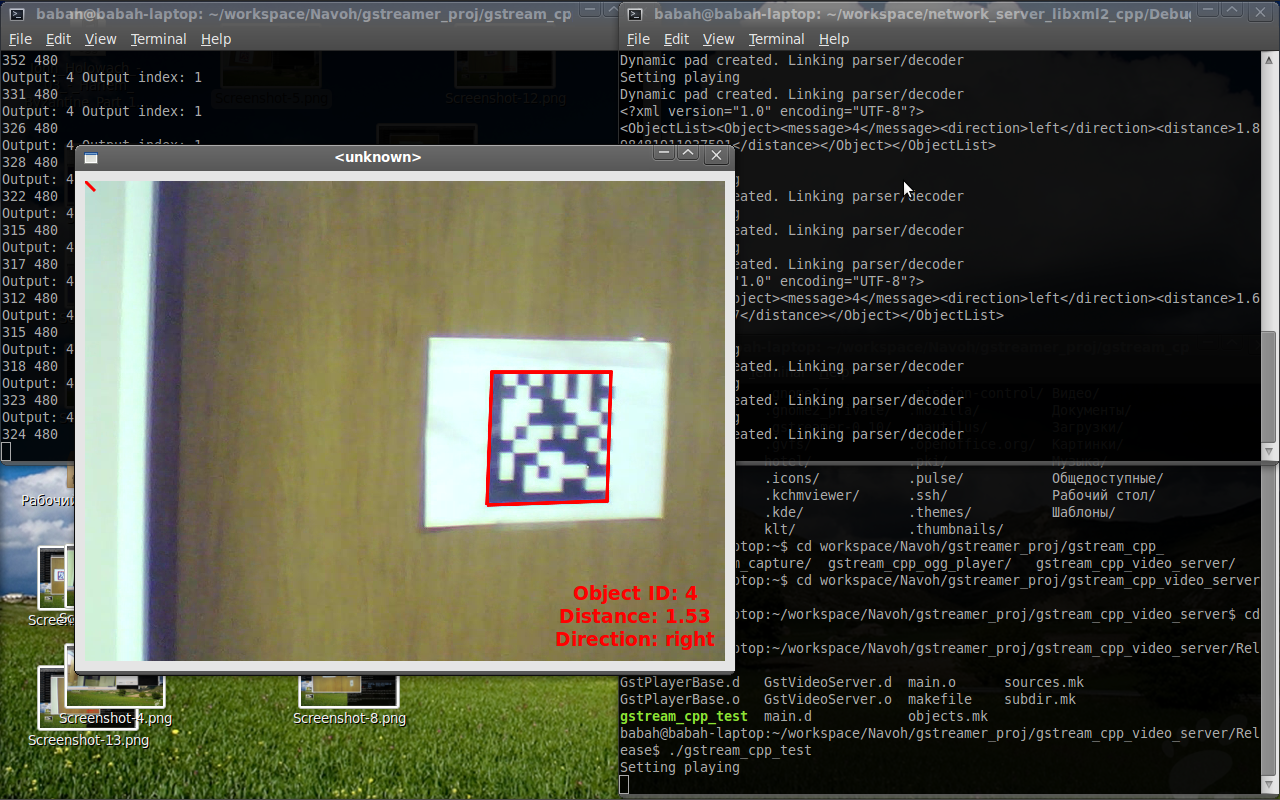 babah@babah-laptop: ~/workspace/Navoh/gstreamer_proj/gstream_cp
File Edit View Terminal Help
352 480
Output: 4 Output index: 1
331 480
Output: 4 Output index: 1
326 480
Output: 4 Output index: 1
328 480
Output: 4
322 480
Output: 4
315 480
Output: 4
317 480
Output: 4
312 480
Output: 4
315 480
Output: 4
318 480
Output: 4
323 480
Output: 4
324 480
Screenshot-5.png
Screenshot-12.png
babah@babah-laptop: ~/workspace/network_server_libxml2_cpp/Debug
File Edit View Terminal Help
Dynamic pad created. Linking parser/decoder
Setting playing
Dynamic pad created. Linking parser/decoder
<?xml version="1.0" encoding="UTF-8"?>
<ObjectList><Object><message>4</message><direction>left</direction><distance>1.8
</distance></Object></ObjectList>
g
eated. Linking parser/decoder
g
eated. Linking parser/decoder
g
eated. Linking parser/decoder
"1.0" encoding="UTF-8"?>
bject><message>4</message><direction>left</direction><distance>1.6
7</distance></Object></ObjectList>
g
eated. Linking parser/decoder
g
eated. Linking parser/decoder
g
eated. Linking parser/decoder
<unknown>
Object ID: 4
Distance: 1.53
Direction: right
.icons/ .pulse/ Общедоступные/
.kchmviewer/ .ssh/ Рабочий стол/
.kde/ .themes/ Шаблоны/
klt/ .thumbnails/
ptop:~$ cd workspace/Navoh/gstreamer_proj/gstream_cpp_
m_capture/ gstream_cpp_ogg_player/ gstream_cpp_video_server/
ptop:~$ cd workspace/Navoh/gstreamer_proj/gstream_cpp_video_server
ptop:~/workspace/Navoh/gstreamer_proj/gstream_cpp_video_server$ cd
ptop:~/workspace/Navoh/gstreamer_proj/gstream_cpp_video_server/Rel
GstPlayerBase.d GstVideoServer.d main.o sources.mk
GstPlayerBase.o GstVideoServer.o makefile subdir.mk
gstream_cpp_test main.d objects.mk
babah@babah-laptop:~/workspace/Navoh/gstreamer_proj/gstream_cpp_video_server/Rel
ease$ ./gstream_cpp_test
Setting playing
Screenshot-4.png
Screenshot-13.png
Screenshot-8.png